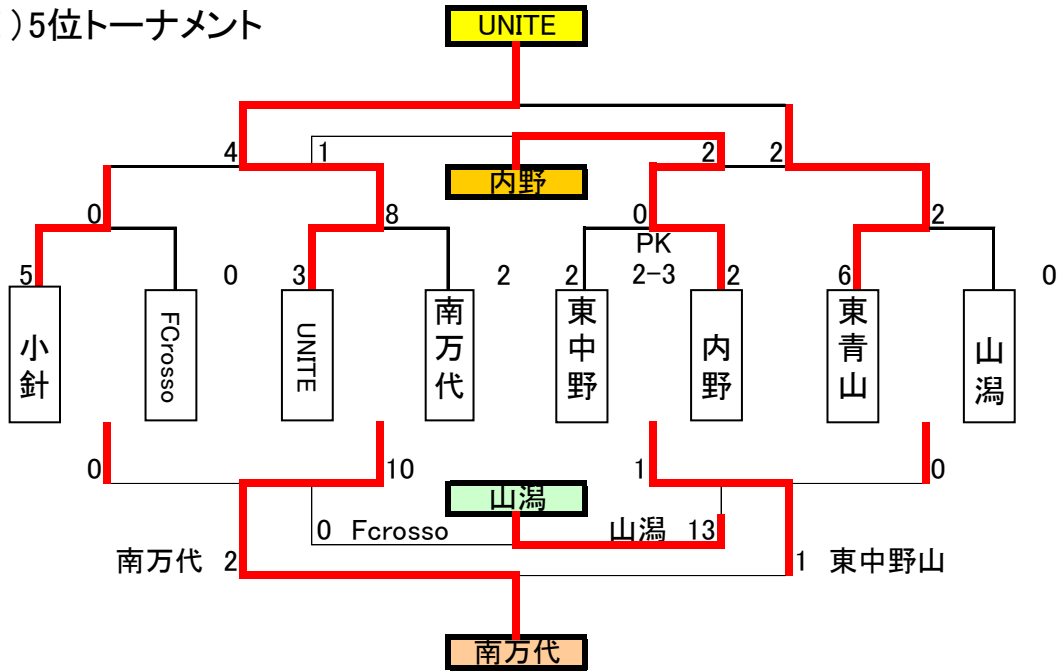 ）5位トーナメント
UNITE
4
1
2
2
内野
0
8
0
2
PK
2-3
5
0
3
2
2
2
6
0
小針
FCrosso
UNITE
南万代
東中野
内野
東青山
山潟
0
10
1
0
山潟
0 Fcrosso
山潟 13
南万代 2
1 東中野山
南万代